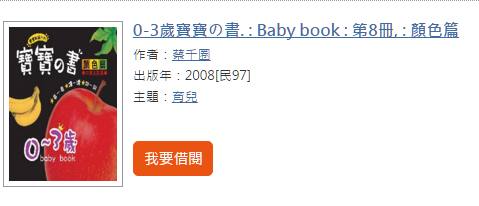 0-3歲寶寶の書. : Baby book : 第8冊, : 顏色篇
作者：蔡千園
出版年：2008[民97]
主題：育兒
我要借閱
寶寶の書
顏色篇
0~3歲
baby book